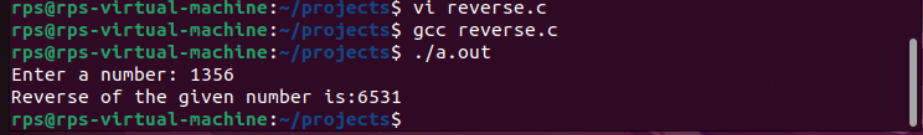 rps@rps-virtual-machine:~/projects$ vi reverse.c
rps@rps-virtual-machine:~/projects$ gcc reverse.c
rps@rps-virtual-machine:~/projects$ ./a.out
Enter a number: 1356
Reverse of the given number is:6531
rps@rps-virtual-machine:~/projects$